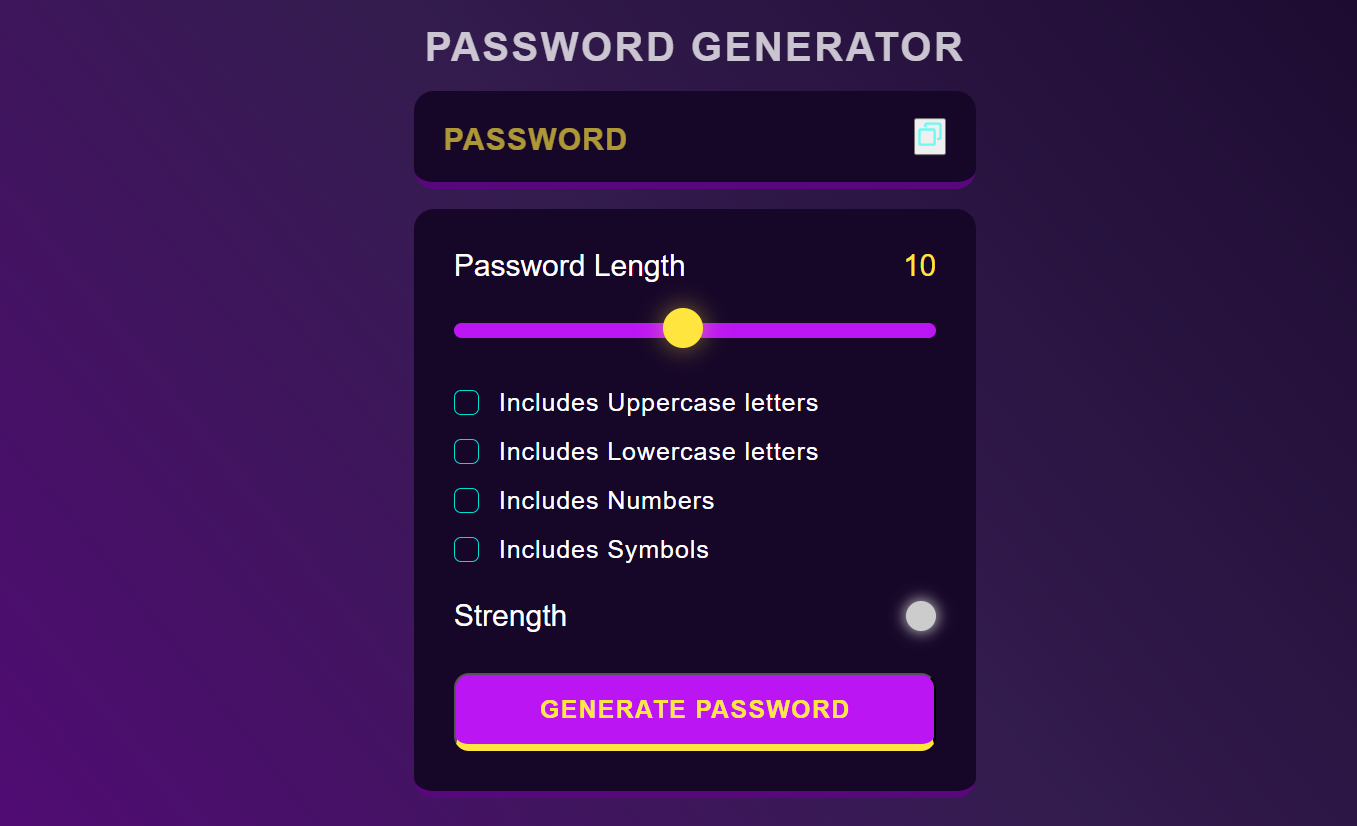 PASSWORD GENERATOR
PASSWORD
Password Length 10
Includes Uppercase letters
Includes Lowercase letters
Includes Numbers
Includes Symbols
Strength
GENERATE PASSWORD